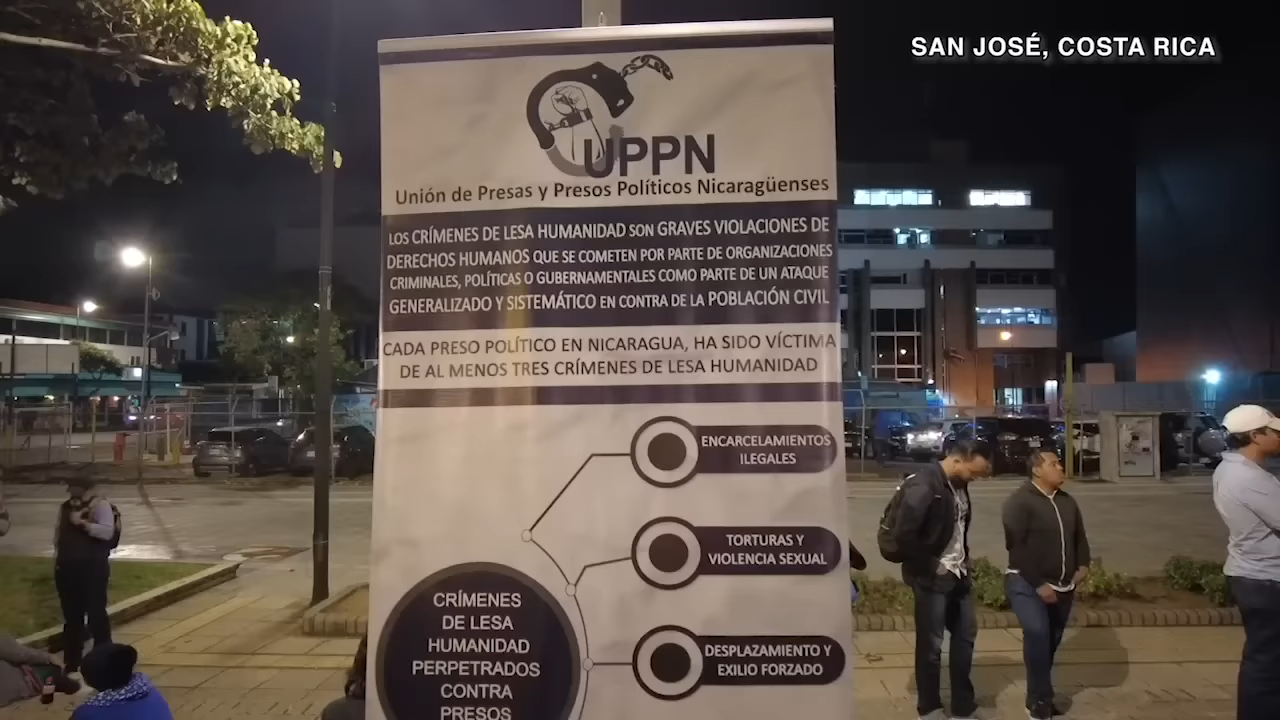 SAN JOSÉ, COSTA RICA
UPPN
Unión de Presas y Presos Políticos Nicaragüenses
LOS CRÍMENES DE LESA HUMANIDAD SON GRAVES VIOLACIONES DE
DERECHOS HUMANOS QUE SE COMETEN POR PARTE DE ORGANIZACIONES
CRIMINALES, POLÍTICAS O GUBERNAMENTALES COMO PARTE DE UN ATAQUE
GENERALIZADO Y SISTEMÁTICO EN CONTRA DE LA POBLACIÓN CIVIL
CADA PRESO POLÍTICO EN NICARAGUA, HA SIDO VÍCTIMA
DE AL MENOS TRES CRÍMENES DE LESA HUMANIDAD
ENCARCELAMIENTOS
ILEGALES
TORTURAS Y
VIOLENCIA SEXUAL
DESPLAZAMIENTO Y
EXILIO FORZADO
CRÍMENES
DE LESA
HUMANIDAD
PERPETRADOS
CONTRA
PRESOS